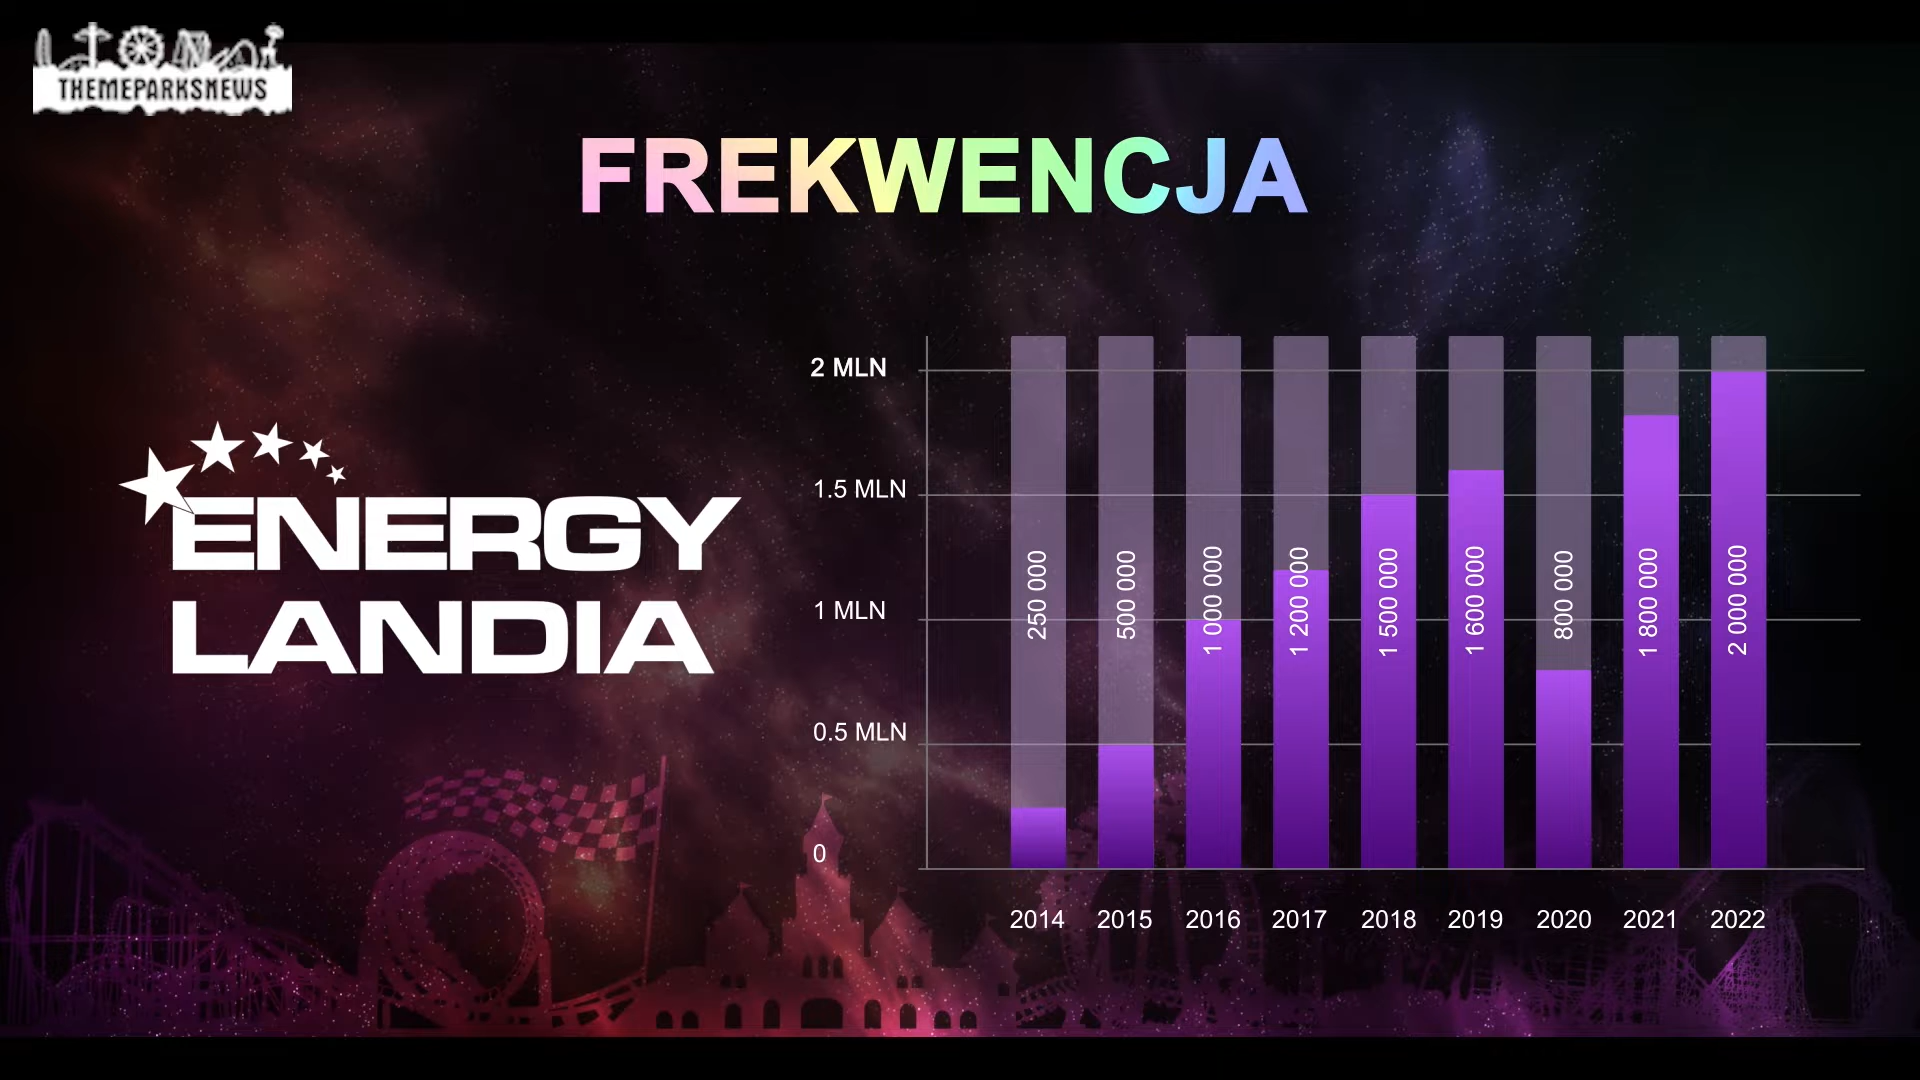 THEMEPARKSNEWS
FREKWENCJA
ENERGY
LANDIA
2 MLN
1.5 MLN
1 MLN
0.5 MLN
0
250 000
500 000
1 000 000
1 200 000
1 500 000
1 600 000
800 000
1 800 000
2 000 000
2014 2015 2016 2017 2018 2019 2020 2021 2022